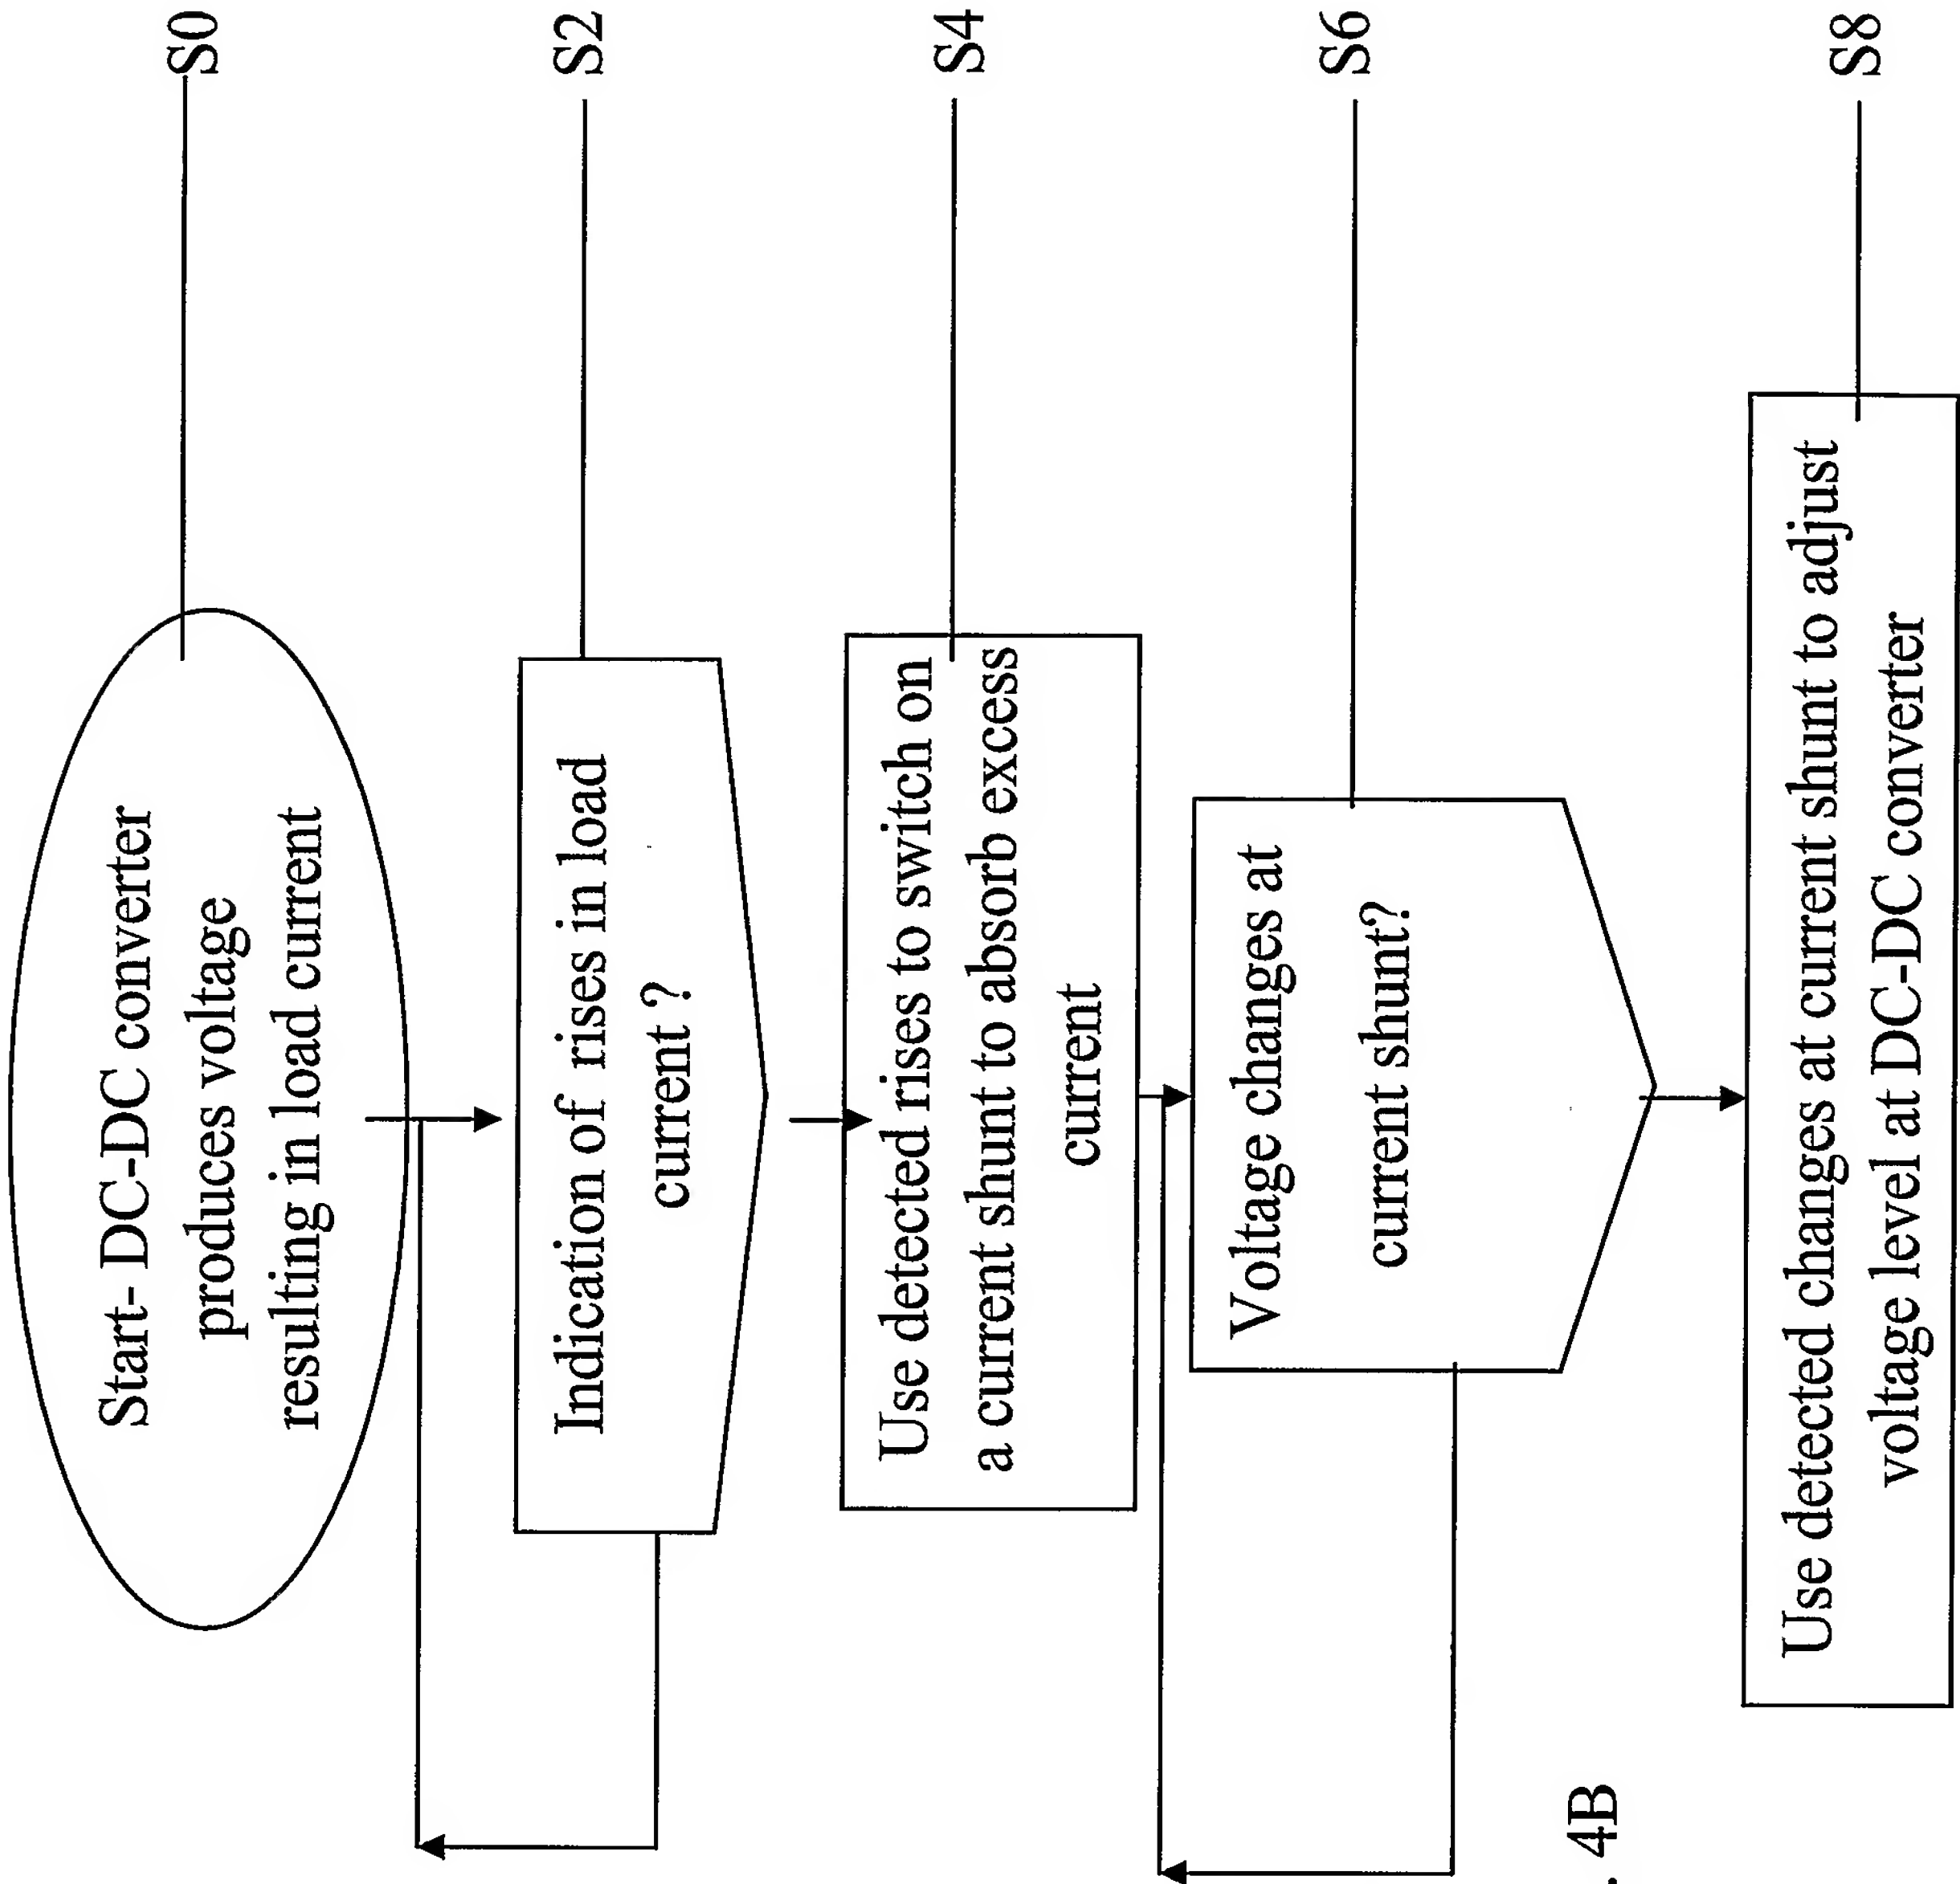 Start- DC-DC converter
produces voltage
resulting in load current
S0
Indication of rises in load
current ?
S2
Use detected rises to switch on
a current shunt to absorb excess
current
S4
Voltage changes at
current shunt?
S6
Use detected changes at current shunt to adjust
voltage level at DC-DC converter
S8
. 4B